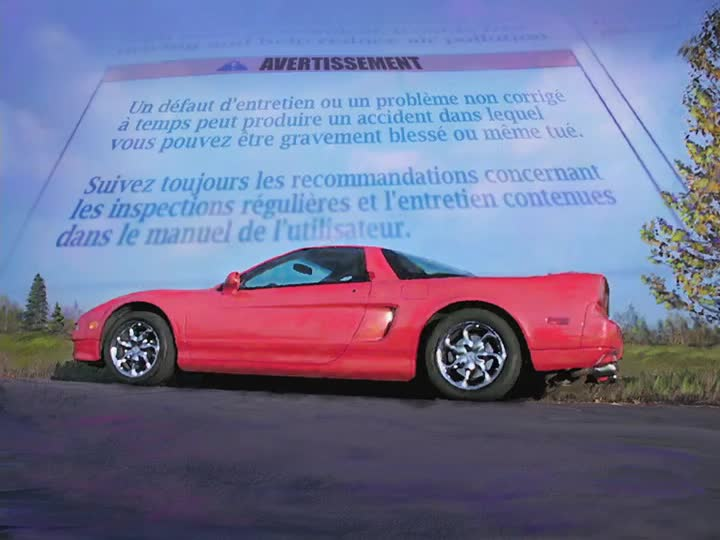 AVERTISSEMENT
Un défaut d'entretien ou un problème non corrigé
à temps peut produire un accident dans lequel
vous pouvez être gravement blessé ou même tué.
Suivez toujours les recommandations concernant
les inspections régulières et l'entretien contenues
dans le manuel de l'utilisateur.